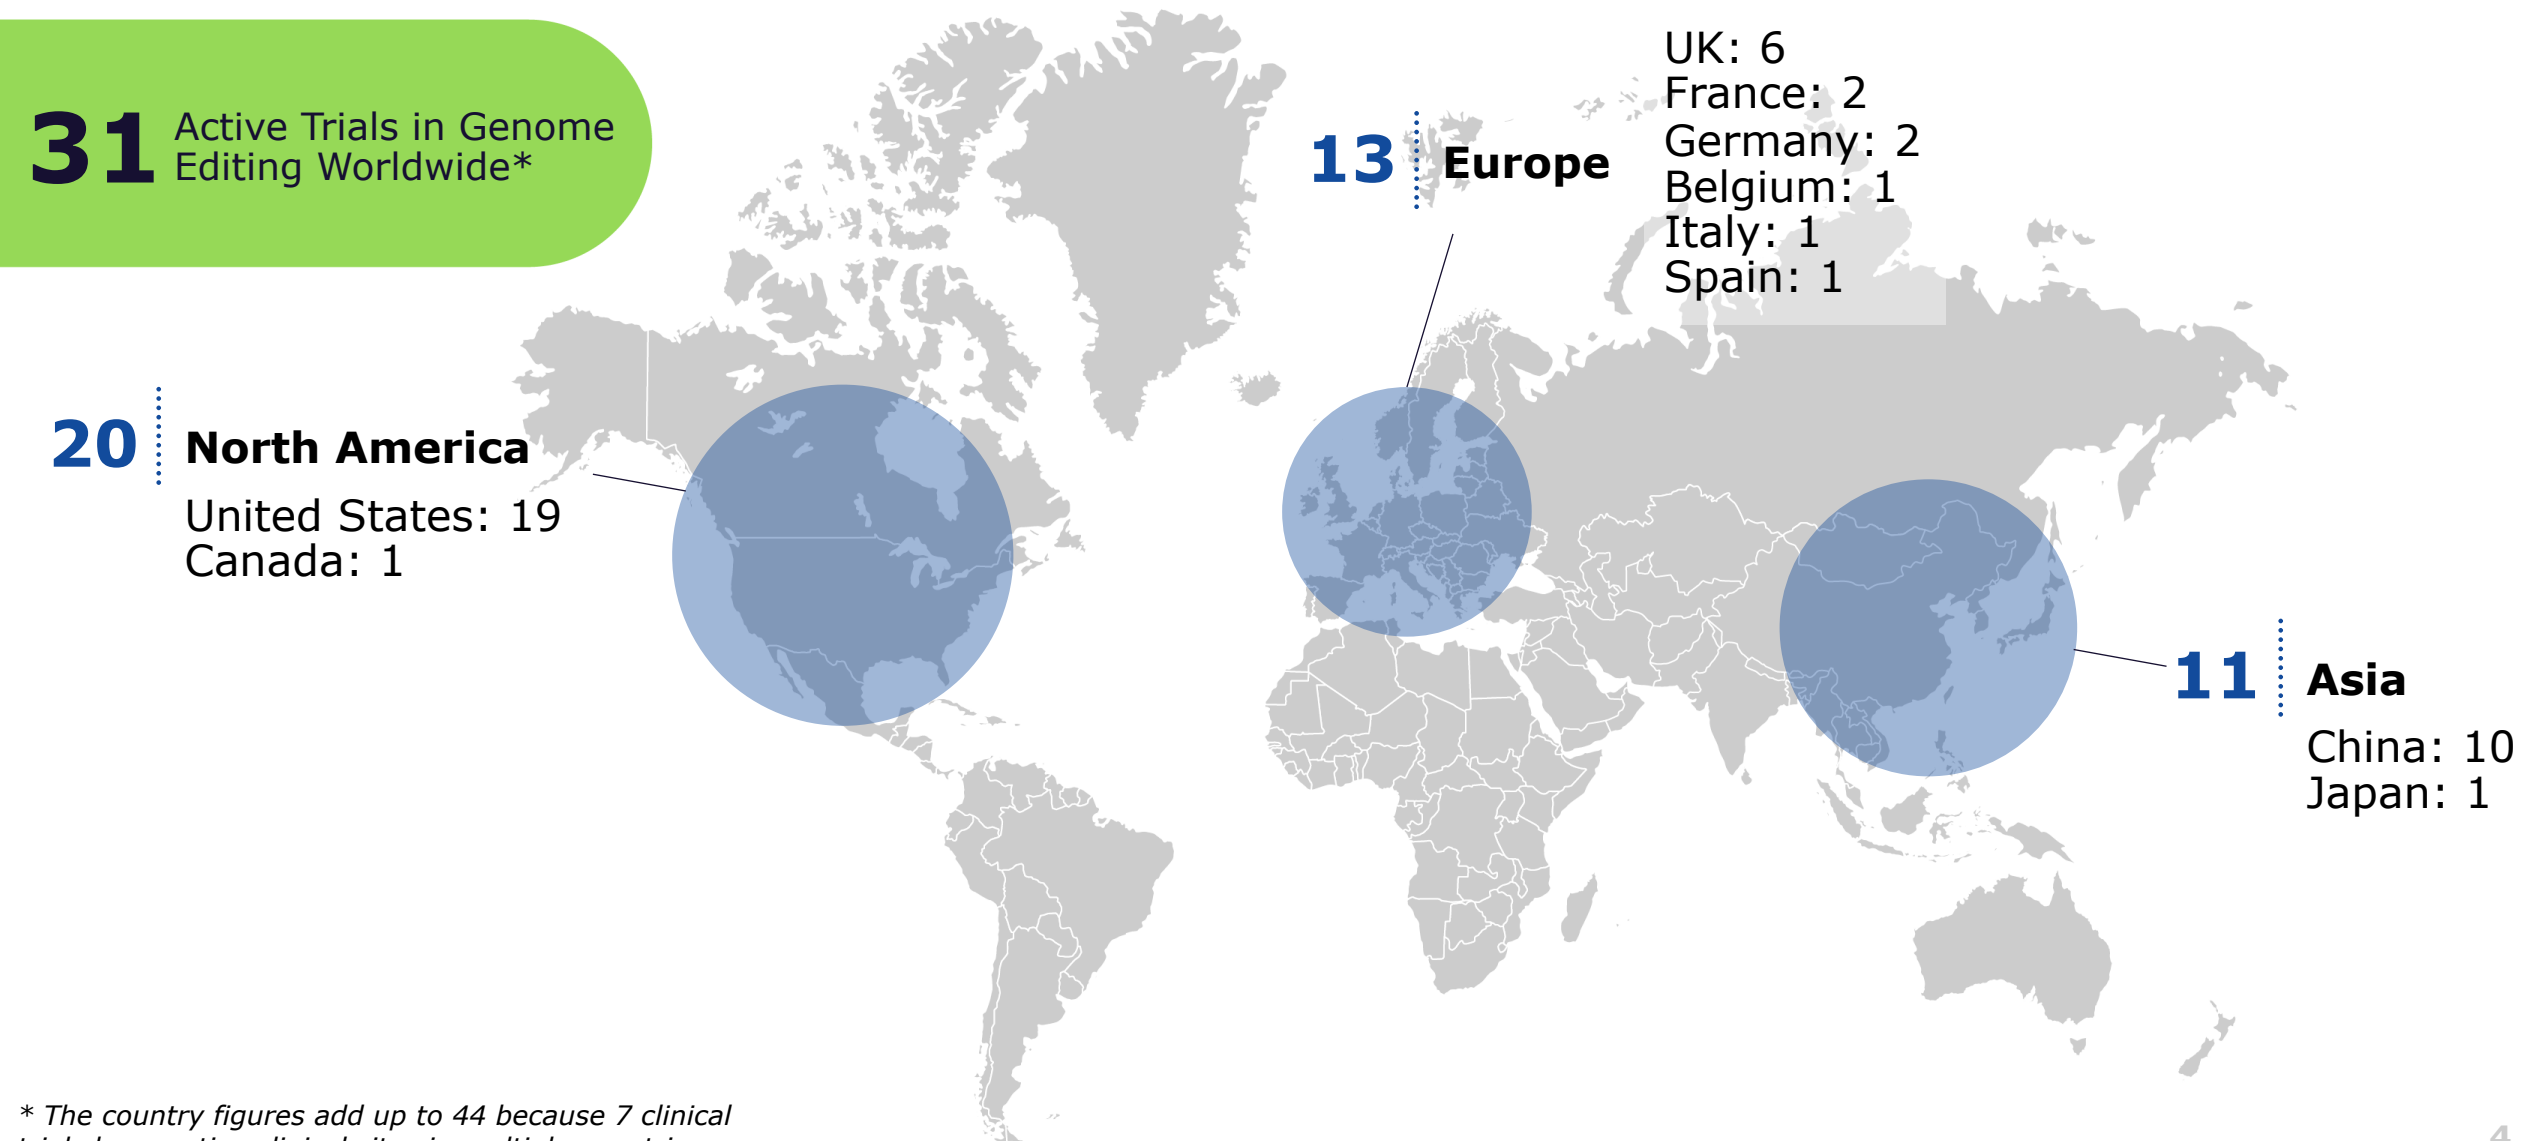 31 Active Trials in Genome
Editing Worldwide*
13 Europe
UK: 6
France: 2
Germany: 2
Belgium: 1
Italy: 1
Spain: 1
20 North America
United States: 19
Canada: 1
11 Asia
China: 10
Japan: 1
* The country figures add up to 44 because 7 clinical
4